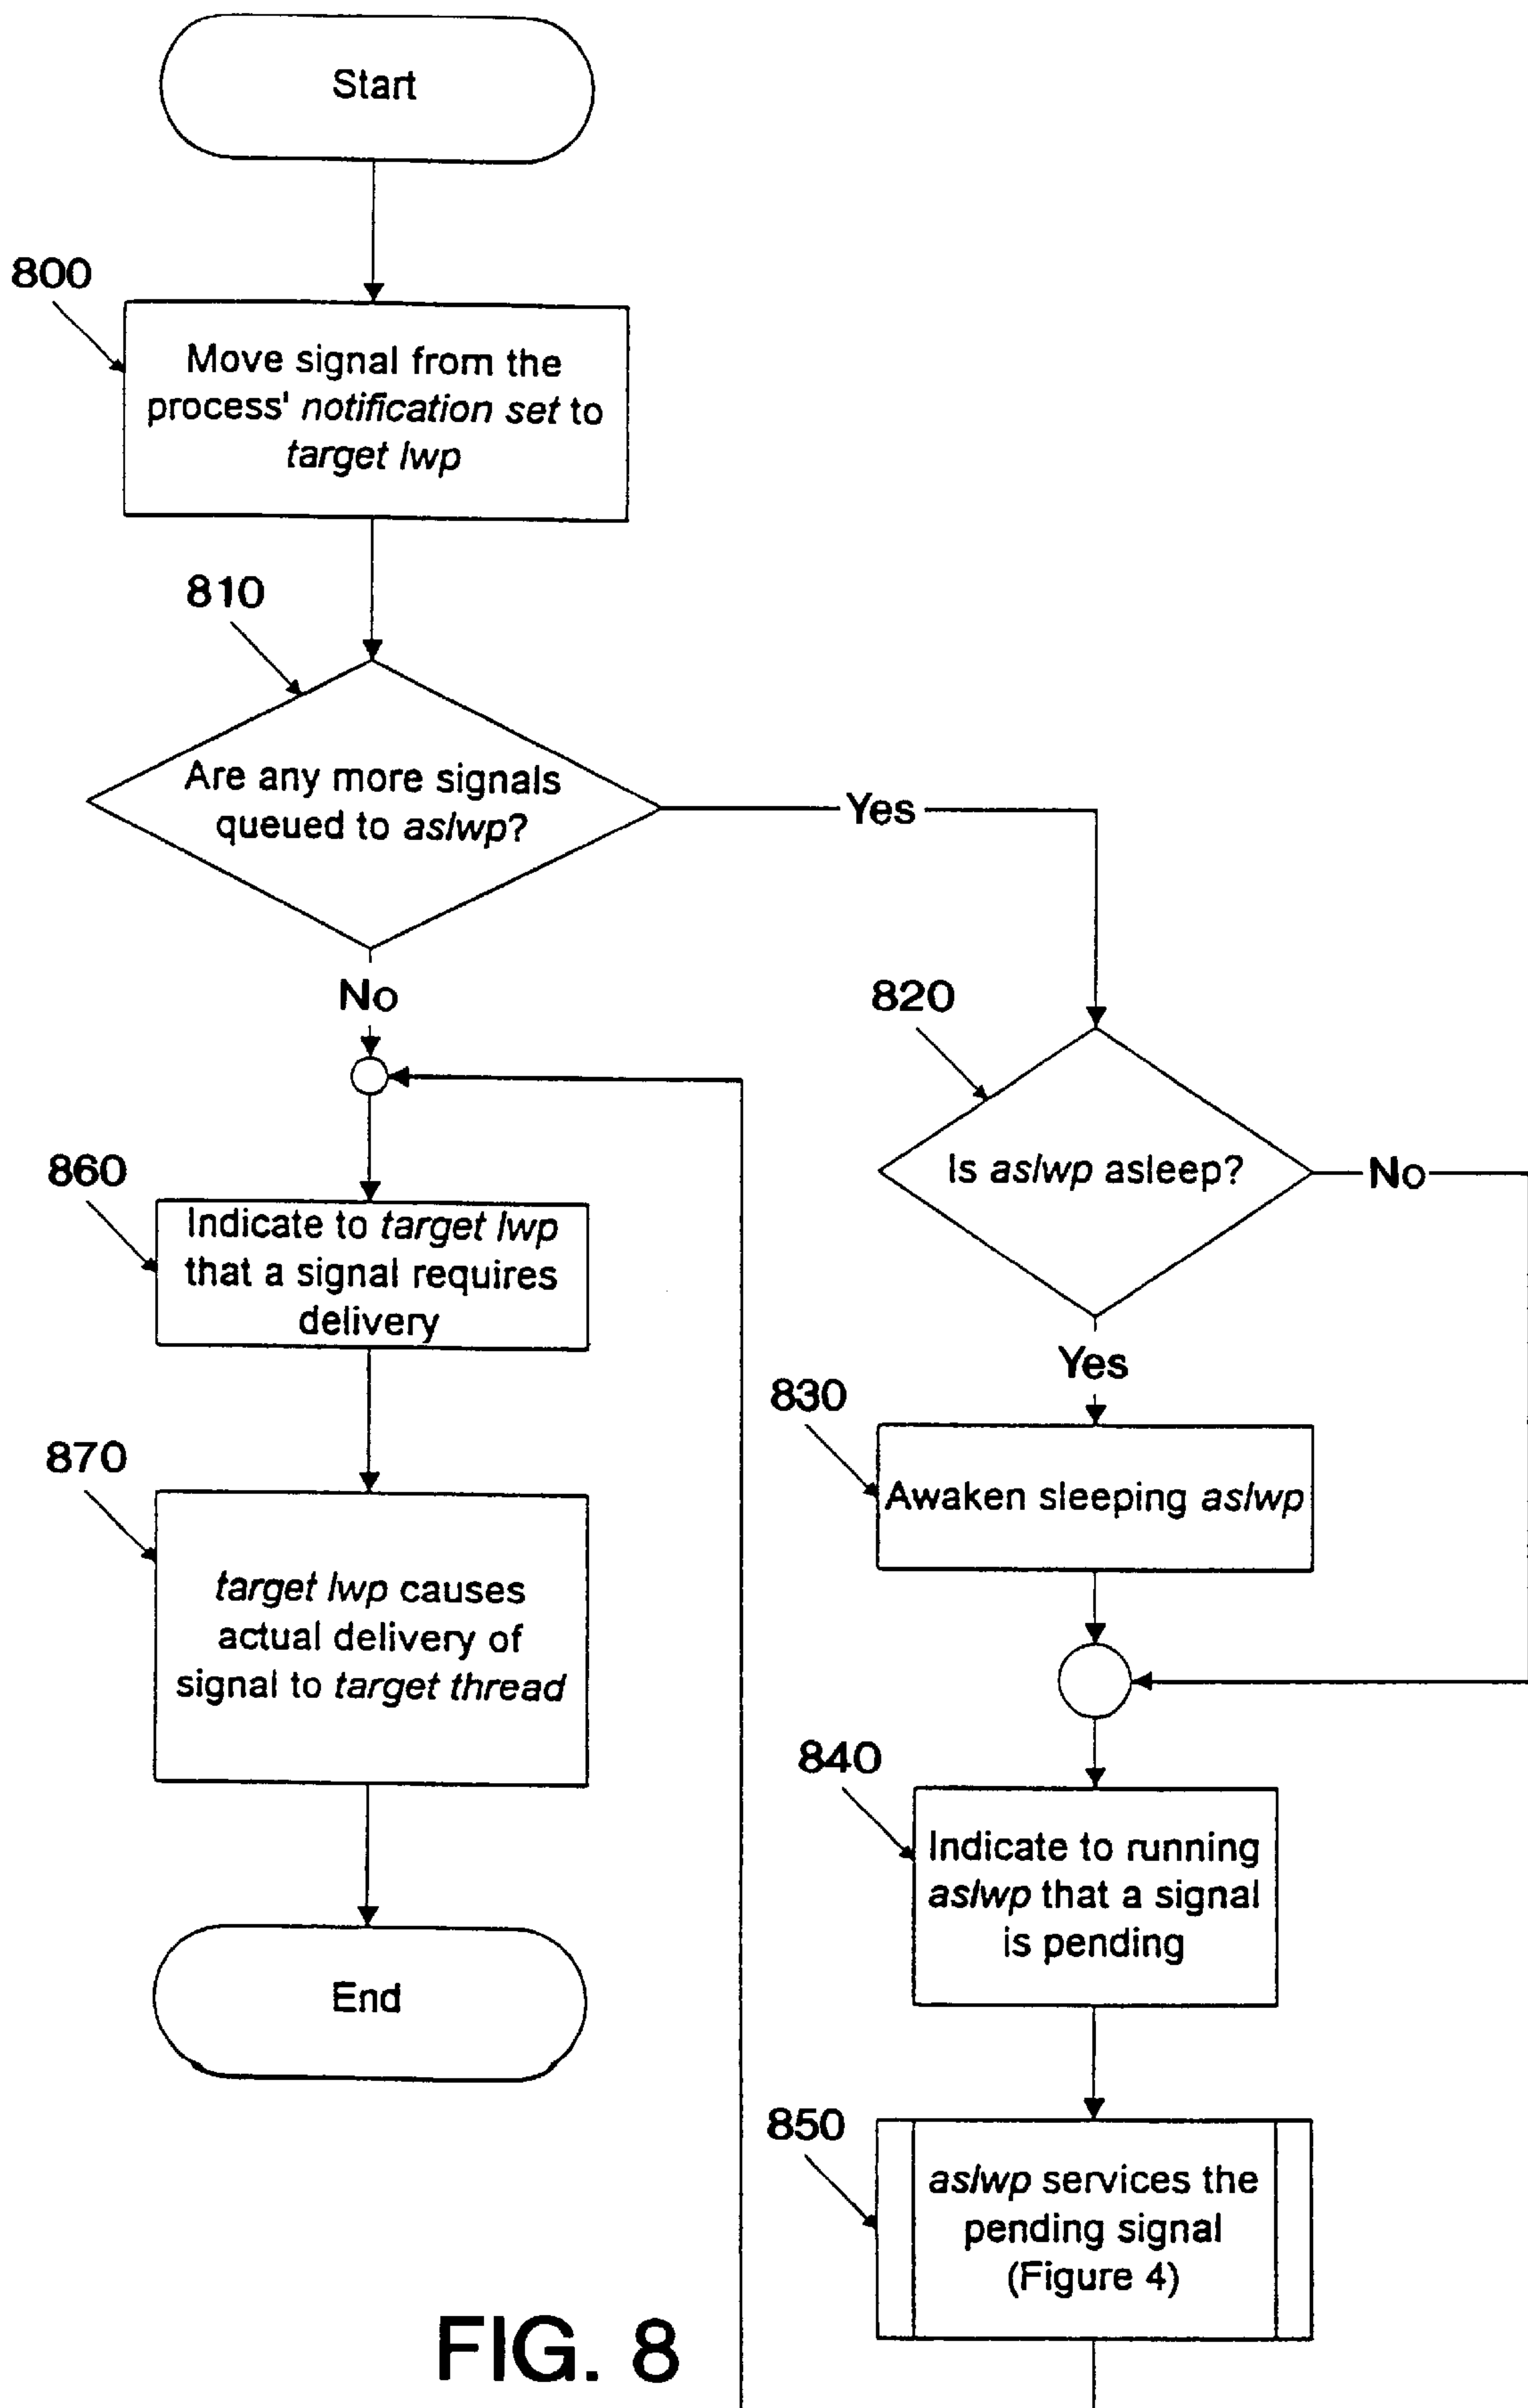 Start
800
Move signal from the
process' notification set to
target lwp
810
Are any more signals
queued to aslwp?
Yes
No
820
Is aslwp asleep?
No
Yes
860
Indicate to target lwp
that a signal requires
delivery
830
Awaken sleeping aslwp
870
target lwp causes
actual delivery of
signal to target thread
840
Indicate to running
aslwp that a signal
is pending
End
850
aslwp services the
pending signal
(Figure 4)
FIG. 8